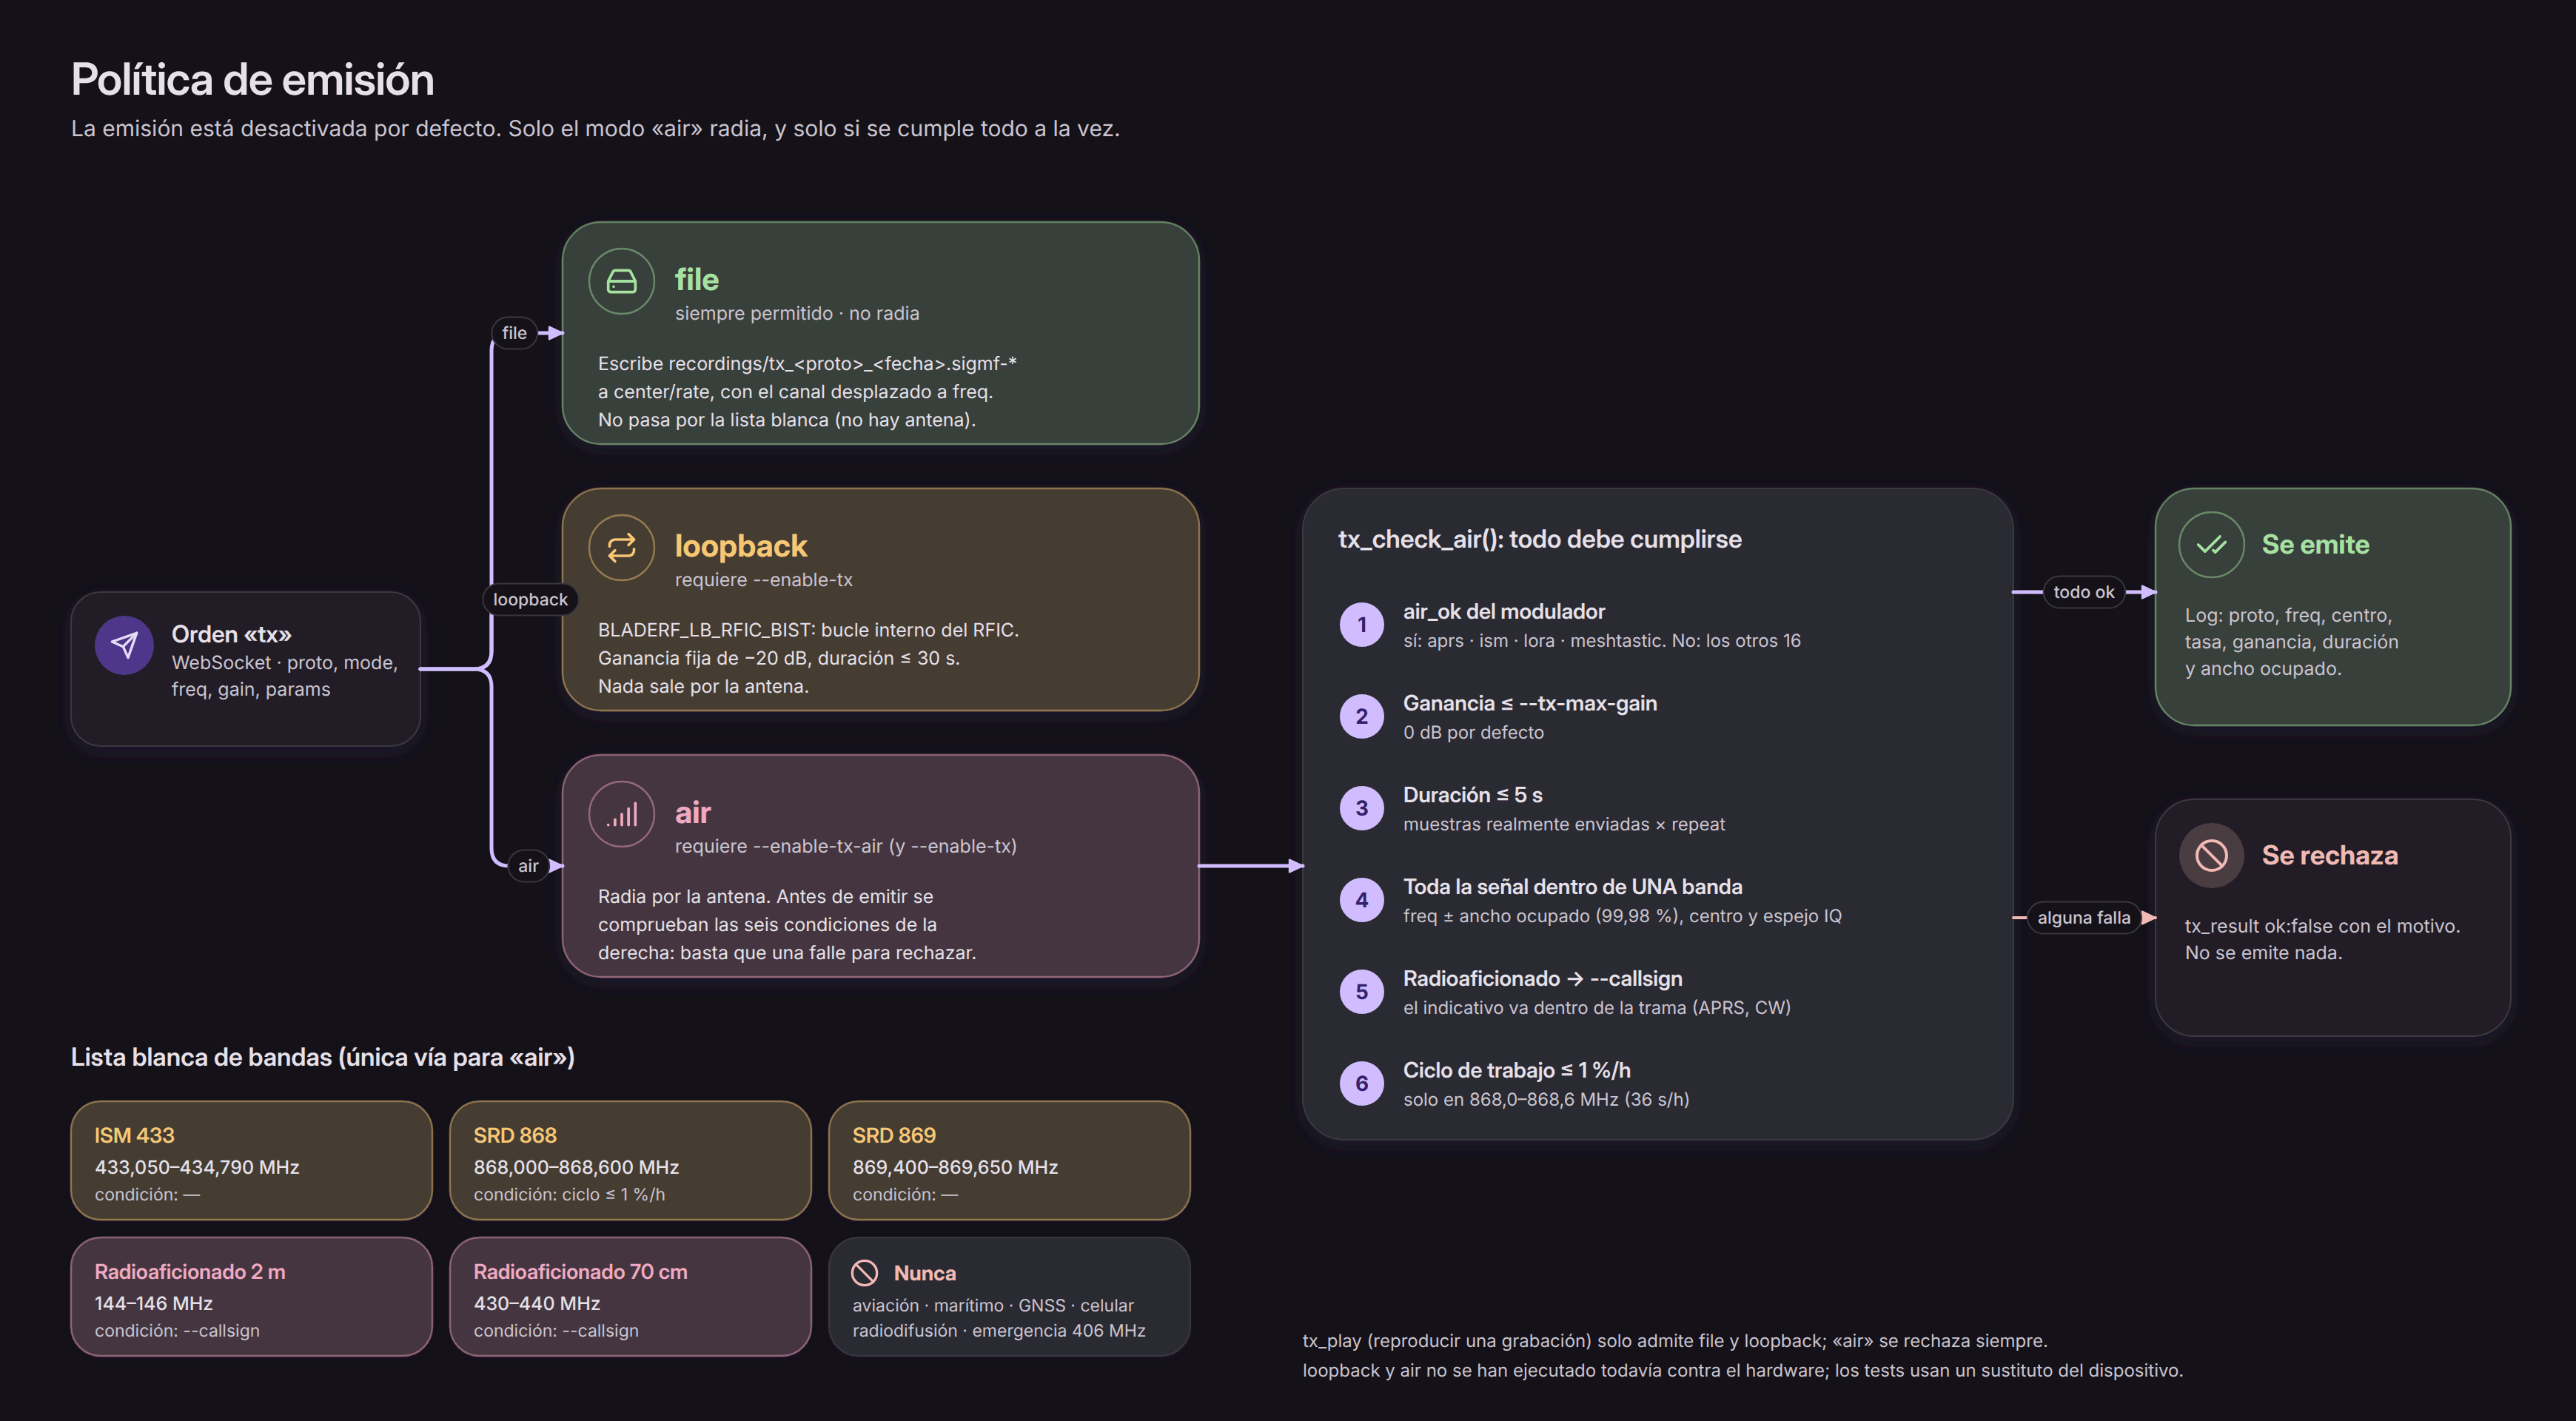 Política de emisión
La emisión está desactivada por defecto. Solo el modo «air» radia, y solo si se cumple todo a la vez.
Orden «tx»
WebSocket · proto, mode,
freq, gain, params
file
loopback
air
file
siempre permitido · no radia
Escribe recordings/tx_<proto>_<fecha>.sigmf-*
a center/rate, con el canal desplazado a freq.
No pasa por la lista blanca (no hay antena).
loopback
requiere --enable-tx
BLADERF_LB_RFIC_BIST: bucle interno del RFIC.
Ganancia fija de −20 dB, duración ≤ 30 s.
Nada sale por la antena.
air
requiere --enable-tx-air (y --enable-tx)
Radia por la antena. Antes de emitir se
comprueban las seis condiciones de la
derecha: basta que una falle para rechazar.
tx_check_air(): todo debe cumplirse
1
air_ok del modulador
sí: aprs · ism · lora · meshtastic. No: los otros 16
2
Ganancia ≤ --tx-max-gain
0 dB por defecto
3
Duración ≤ 5 s
muestras realmente enviadas × repeat
4
Toda la señal dentro de UNA banda
freq ± ancho ocupado (99,98 %), centro y espejo IQ
5
Radioaficionado → --callsign
el indicativo va dentro de la trama (APRS, CW)
6
Ciclo de trabajo ≤ 1 %/h
solo en 868,0–868,6 MHz (36 s/h)
todo ok
alguna falla
Se emite
Log: proto, freq, centro,
tasa, ganancia, duración
y ancho ocupado.
Se rechaza
tx_result ok:false con el motivo.
No se emite nada.
Lista blanca de bandas (única vía para «air»)
ISM 433
433,050–434,790 MHz
condición: —
SRD 868
868,000–868,600 MHz
condición: ciclo ≤ 1 %/h
SRD 869
869,400–869,650 MHz
condición: —
Radioaficionado 2 m
144–146 MHz
condición: --callsign
Radioaficionado 70 cm
430–440 MHz
condición: --callsign
Nunca
aviación · marítimo · GNSS · celular
radiodifusión · emergencia 406 MHz
tx_play (reproducir una grabación) solo admite file y loopback; «air» se rechaza siempre.
loopback y air no se han ejecutado todavía contra el hardware; los tests usan un sustituto del dispositivo.